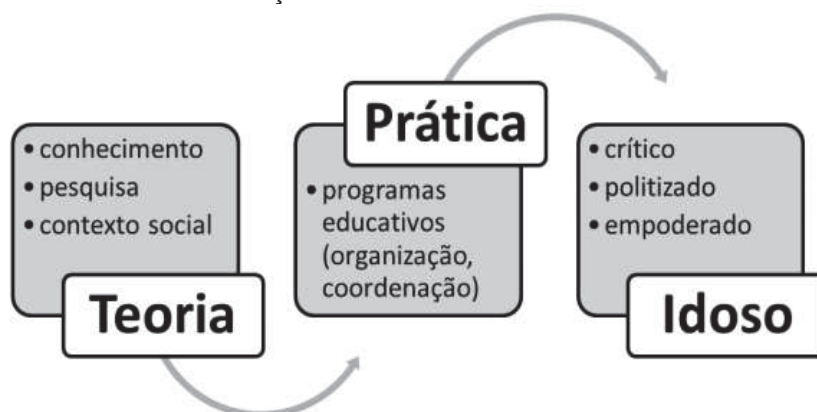 • conhecimento
• pesquisa
• contexto social
Teoria
Prática
• programas
educativos
(organização,
coordenação)
• crítico
• politizado
• empoderado
Idoso